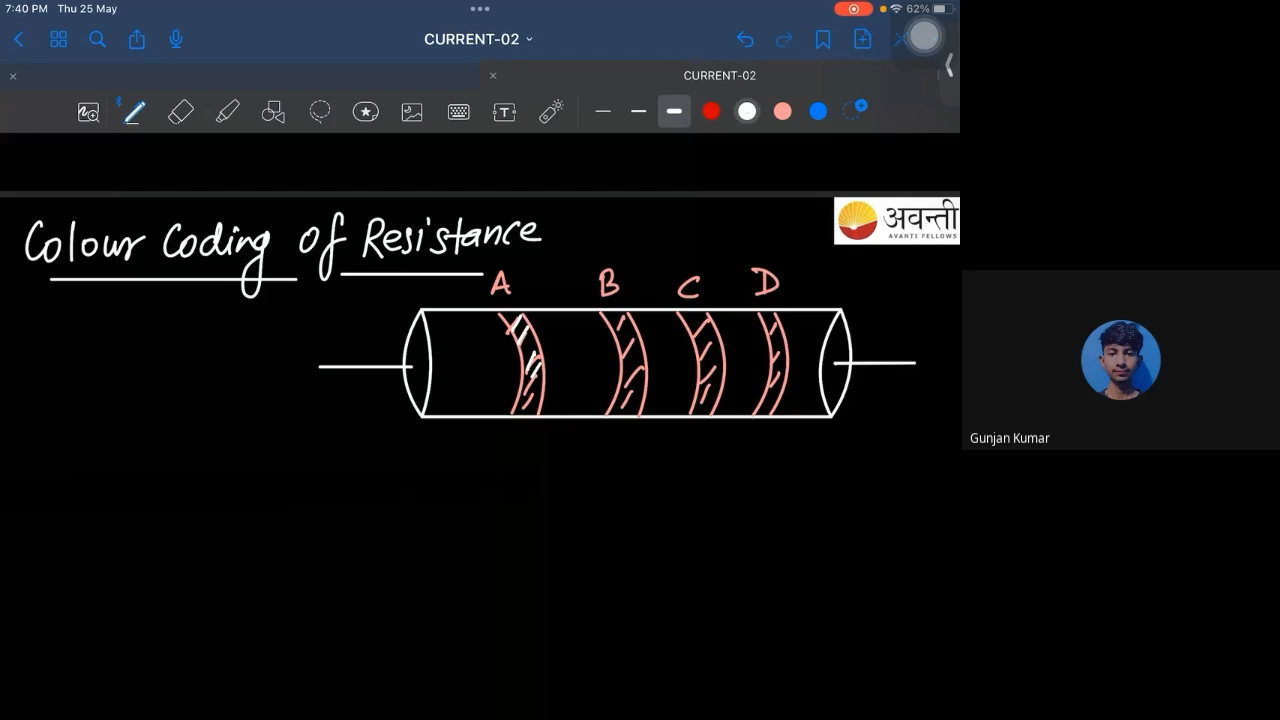 7:40 PM Thu 25 May
62%
CURRENT-02
CURRENT-02
T
Colour Coding of Resistance
अवन्ती
AVANTI FELLOWS
A B C D
Gunjan Kumar